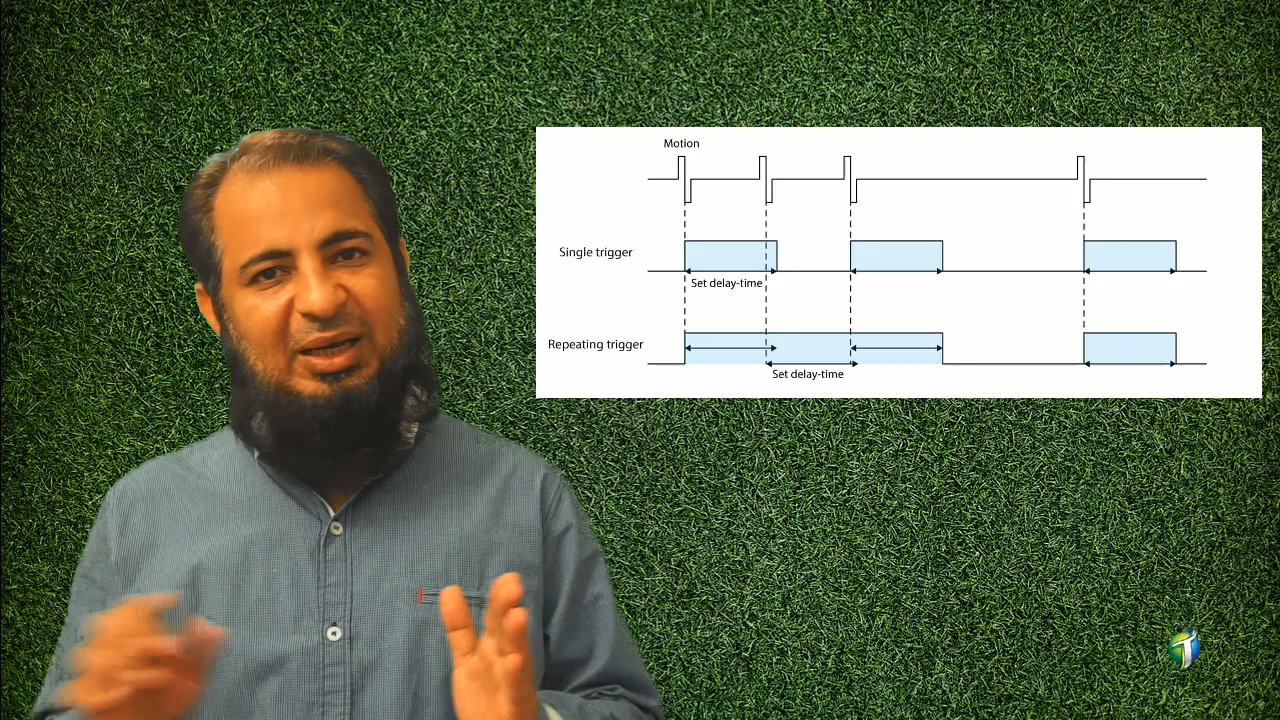 Motion
Single trigger
Set delay-time
Repeating trigger
Set delay-time